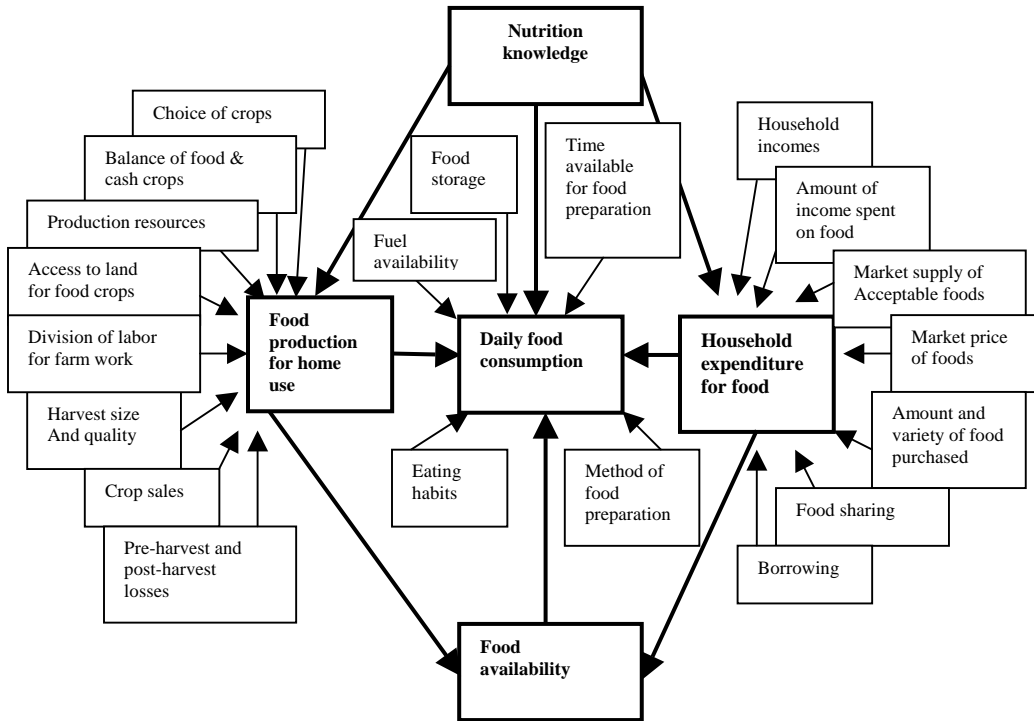 Nutrition
knowledge
Choice of crops
Balance of food &
cash crops
Production resources
Access to land
for food crops
Division of labor
for farm work
Harvest size
And quality
Crop sales
Pre-harvest and
post-harvest
losses
Food
production
for home
use
Fuel
availability
Food
storage
Time
available
for food
preparation
Daily food
consumption
Eating
habits
Method of
food
preparation
Household
incomes
Amount of
income spent
on food
Market supply of
Acceptable foods
Market price
of foods
Amount and
variety of food
purchased
Food sharing
Borrowing
Household
expenditure
for food
Food
availability